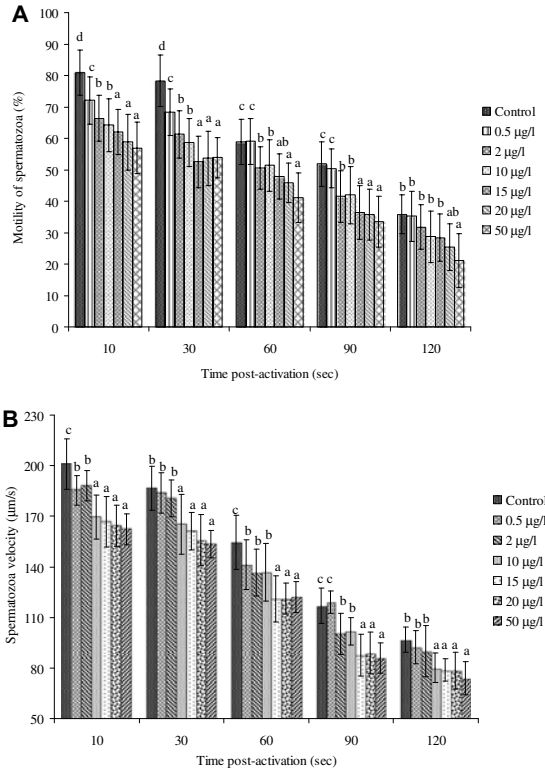 A
100
90
80
70
60
50
40
30
20
10
0
Motility of spermatozoa (%)
d c b b a a a
d c b b a a a
c c b b ab a a
c c b b a a a
b b b b b ab a
10 30 60 90 120
Time post-activation (sec)
Control
0.5 µg/l
2 µg/l
10 µg/l
15 µg/l
20 µg/l
50 µg/l
B
230
200
170
140
110
80
50
Spermatozoa velocity (µm/s)
c b b a a a a
b b b a a a a
c b b b a a a
c c b b a a a
b b b a a a a
10 30 60 90 120
Time post-activation (sec)
Control
0.5 µg/l
2 µg/l
10 µg/l
15 µg/l
20 µg/l
50 µg/l